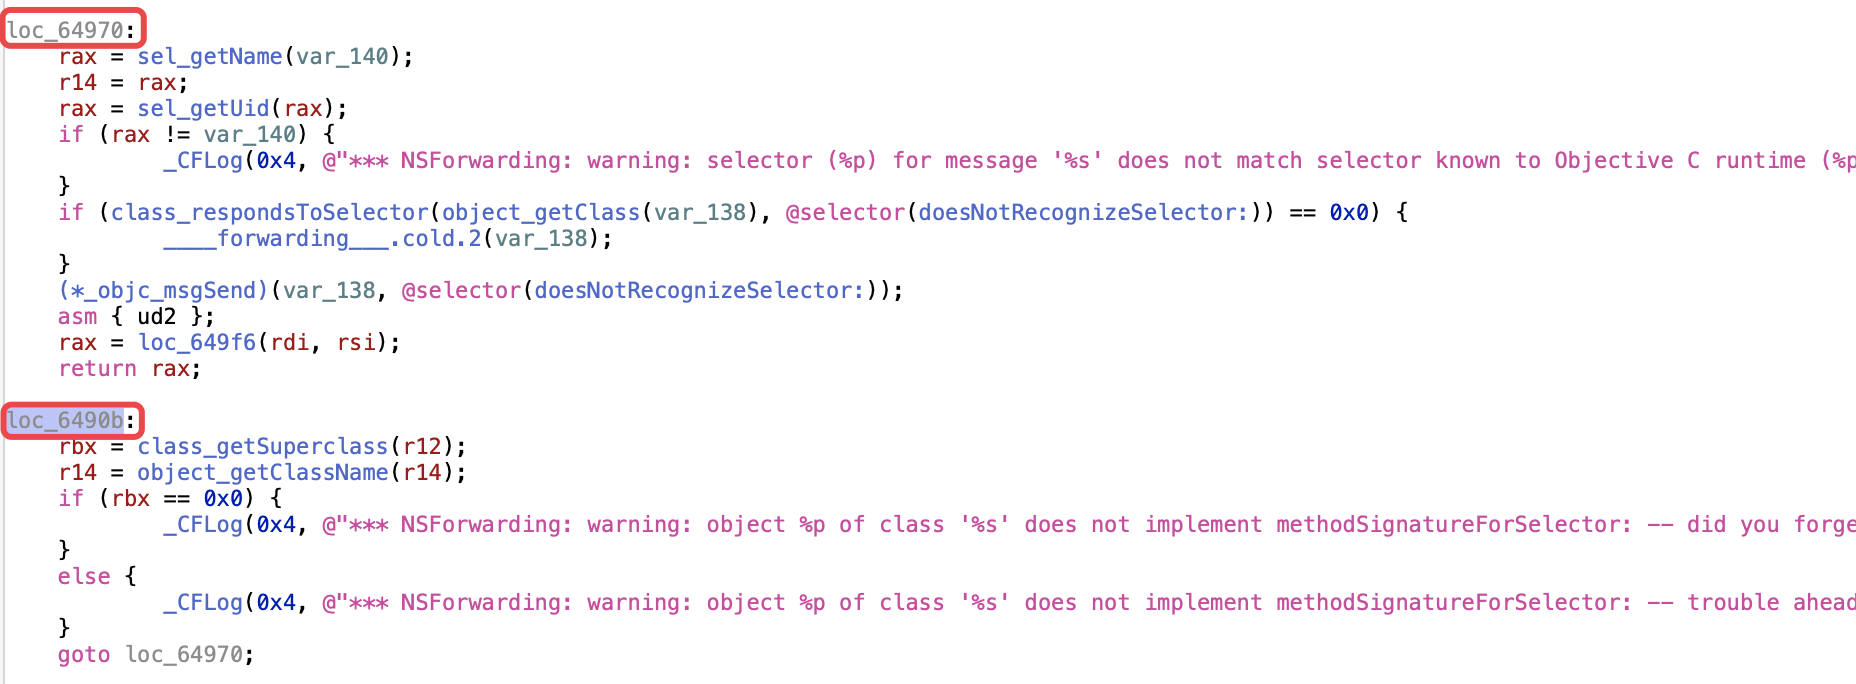 loc_64970:
rax = sel_getName(var_140);
r14 = rax;
rax = sel_getUid(rax);
if (rax != var_140) {
_CFLog(0x4, @"*** NSForwarding: warning: selector (%p) for message '%s' does not match selector known to Objective C runtime (%p
}
if (class_respondsToSelector(object_getClass(var_138), @selector(doesNotRecognizeSelector:)) == 0x0) {
____forwarding___.cold.2(var_138);
}
(*_objc_msgSend)(var_138, @selector(doesNotRecognizeSelector:));
asm { ud2 };
rax = loc_649f6(rdi, rsi);
return rax;
loc_6490b:
rbx = class_getSuperclass(r12);
r14 = object_getClassName(r14);
if (rbx == 0x0) {
_CFLog(0x4, @"*** NSForwarding: warning: object %p of class '%s' does not implement methodSignatureForSelector: -- did you forge
}
else {
_CFLog(0x4, @"*** NSForwarding: warning: object %p of class '%s' does not implement methodSignatureForSelector: -- trouble ahead
}
goto loc_64970;